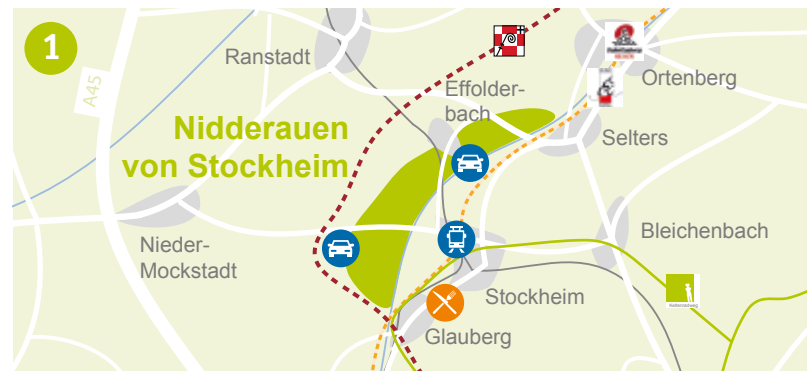 1
Ranstadt
A45
Effolder-
bach
Ortenberg
Nidderauen
von Stockheim
Selters
Nieder-
Mockstadt
Bleichenbach
Stockheim
Glauberg